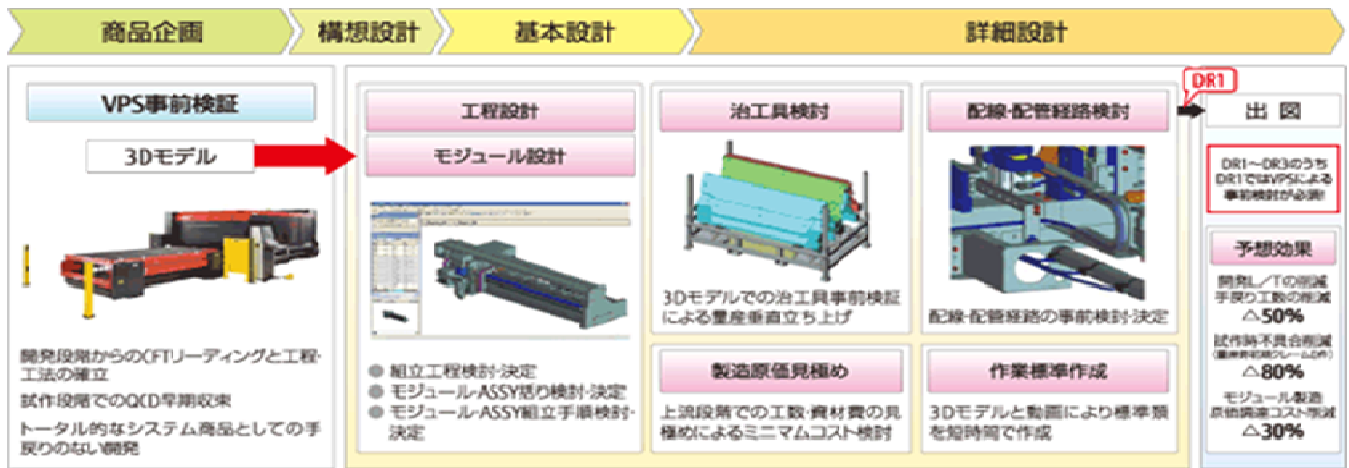 商品企画
構想設計
基本設計
詳細設計
VPS事前検証
3Dモデル
開発段階からのCFTリーディングと工程・
工法の確立
試作段階でのQCD早期収束
トータル的なシステム商品としての手
戻りのない開発
工程設計
モジュール設計
● 組立工程検討・決定
● モジュール・ASSY括り検討・決定
● モジュール・ASSY組立手順検討・
決定
治工具検討
3Dモデルでの治工具事前検証
による量産垂直立ち上げ
製造原価見極め
上流段階での工数・資材費の見
極めによるミニマムコスト検討
配線・配管経路検討
配線・配管経路の事前検討・決定
作業標準作成
3Dモデルと動画により標準類
を短時間で作成
DR1
出図
DR1～DR3のうち
DR1ではVPSによる
事前検討が必須!
予想効果
開発L/Tの削減
手戻り工数の削減
△50%
試作時不具合削減
△80%
モジュール製造
原価調達コスト削減
△30%